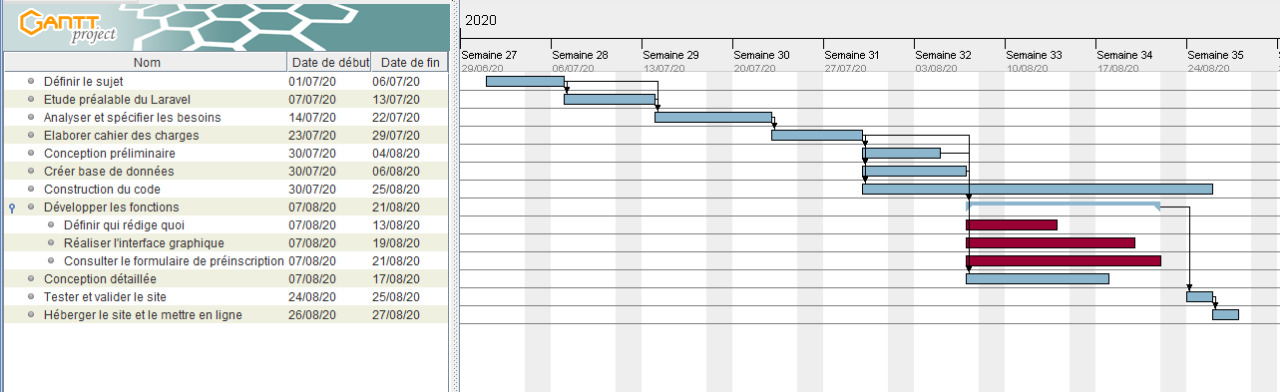 GANTT
project
2020
Semaine 27 Semaine 28 Semaine 29 Semaine 30 Semaine 31 Semaine 32 Semaine 33 Semaine 34 Semaine 35
29/06/20 06/07/20 13/07/20 20/07/20 27/07/20 03/08/20 10/08/20 17/08/20 24/08/20
Nom Date de début Date de fin
Définir le sujet 01/07/20 06/07/20
Etude préalable du Laravel 07/07/20 13/07/20
Analyser et spécifier les besoins 14/07/20 22/07/20
Elaborer cahier des charges 23/07/20 29/07/20
Conception préliminaire 30/07/20 04/08/20
Créer base de données 30/07/20 06/08/20
Construction du code 30/07/20 25/08/20
Développer les fonctions 07/08/20 21/08/20
Définir qui rédige quoi 07/08/20 13/08/20
Réaliser l'interface graphique 07/08/20 19/08/20
Consulter le formulaire de préinscription 07/08/20 21/08/20
Conception détaillée 07/08/20 17/08/20
Tester et valider le site 24/08/20 25/08/20
Héberger le site et le mettre en ligne 26/08/20 27/08/20